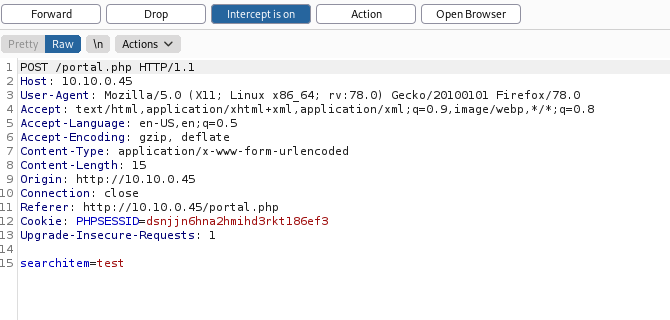 Forward Drop Intercept is on Action Open Browser
Pretty Raw \n Actions
1 POST /portal.php HTTP/1.1
2 Host: 10.10.0.45
3 User-Agent: Mozilla/5.0 (X11; Linux x86_64; rv:78.0) Gecko/20100101 Firefox/78.0
4 Accept: text/html,application/xhtml+xml,application/xml;q=0.9,image/webp,*/*;q=0.8
5 Accept-Language: en-US,en;q=0.5
6 Accept-Encoding: gzip, deflate
7 Content-Type: application/x-www-form-urlencoded
8 Content-Length: 15
9 Origin: http://10.10.0.45
10 Connection: close
11 Referer: http://10.10.0.45/portal.php
12 Cookie: PHPSESSID=dsnjjn6hna2hmihd3rkt186ef3
13 Upgrade-Insecure-Requests: 1
14
15 searchitem=test